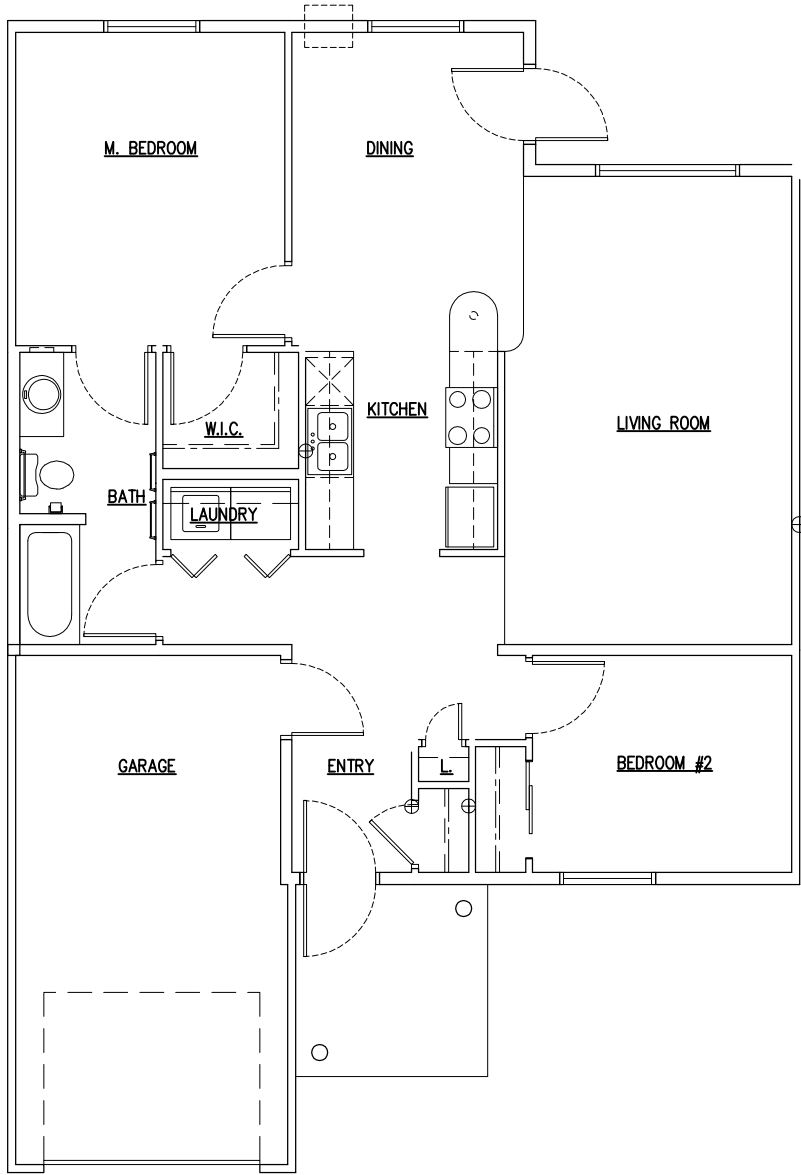 M. BEDROOM
DINING
KITCHEN
LIVING ROOM
W.I.C.
BATH
LAUNDRY
GARAGE
ENTRY
L.
BEDROOM #2